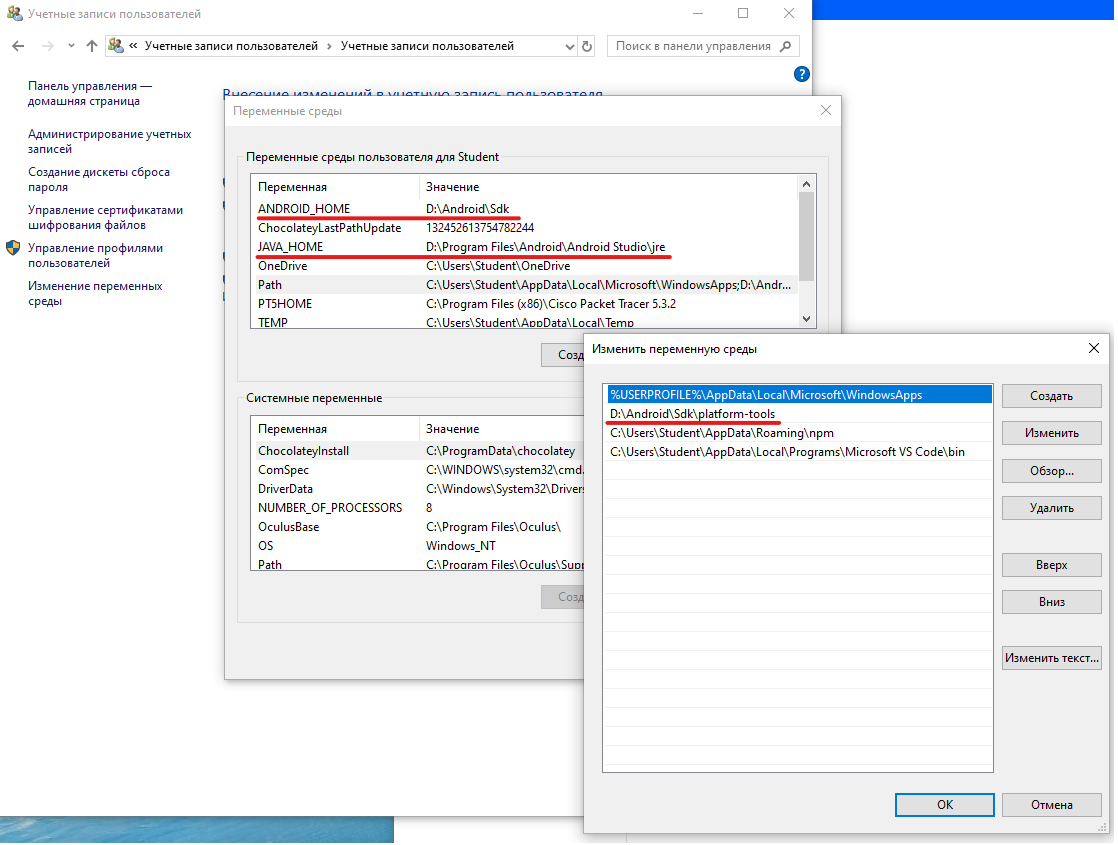 Учетные записи пользователей
« Учетные записи пользователей › Учетные записи пользователей
Поиск в панели управления
?
Панель управления —
домашняя страница
Администрирование учетных
записей
Создание дискеты сброса
пароля
Управление сертификатами
шифрования файлов
Управление профилями
пользователей
Изменение переменных
среды
Внесение изменений в учетную запись пользователя
Переменные среды
Переменные среды пользователя для Student
Переменная Значение
ANDROID_HOME D:\Android\Sdk
ChocolateyLastPathUpdate 132452613754782244
JAVA_HOME D:\Program Files\Android\Android Studio\jre
OneDrive C:\Users\Student\OneDrive
Path C:\Users\Student\AppData\Local\Microsoft\WindowsApps;D:\Andr...
PT5HOME C:\Program Files (x86)\Cisco Packet Tracer 5.3.2
TEMP C:\Users\Student\AppData\Local\Temp
Созд
Системные переменные
Переменная Значение
ChocolateyInstall C:\ProgramData\chocolatey
ComSpec C:\WINDOWS\system32\cmd.
DriverData C:\Windows\System32\Drivers
NUMBER_OF_PROCESSORS 8
OculusBase C:\Program Files\Oculus\
OS Windows_NT
Path C:\Program Files\Oculus\Supp
Созд
Изменить переменную среды
%USERPROFILE%\AppData\Local\Microsoft\WindowsApps
D:\Android\Sdk\platform-tools
C:\Users\Student\AppData\Roaming\npm
C:\Users\Student\AppData\Local\Programs\Microsoft VS Code\bin
Создать
Изменить
Обзор...
Удалить
Вверх
Вниз
Изменить текст...
OK
Отмена